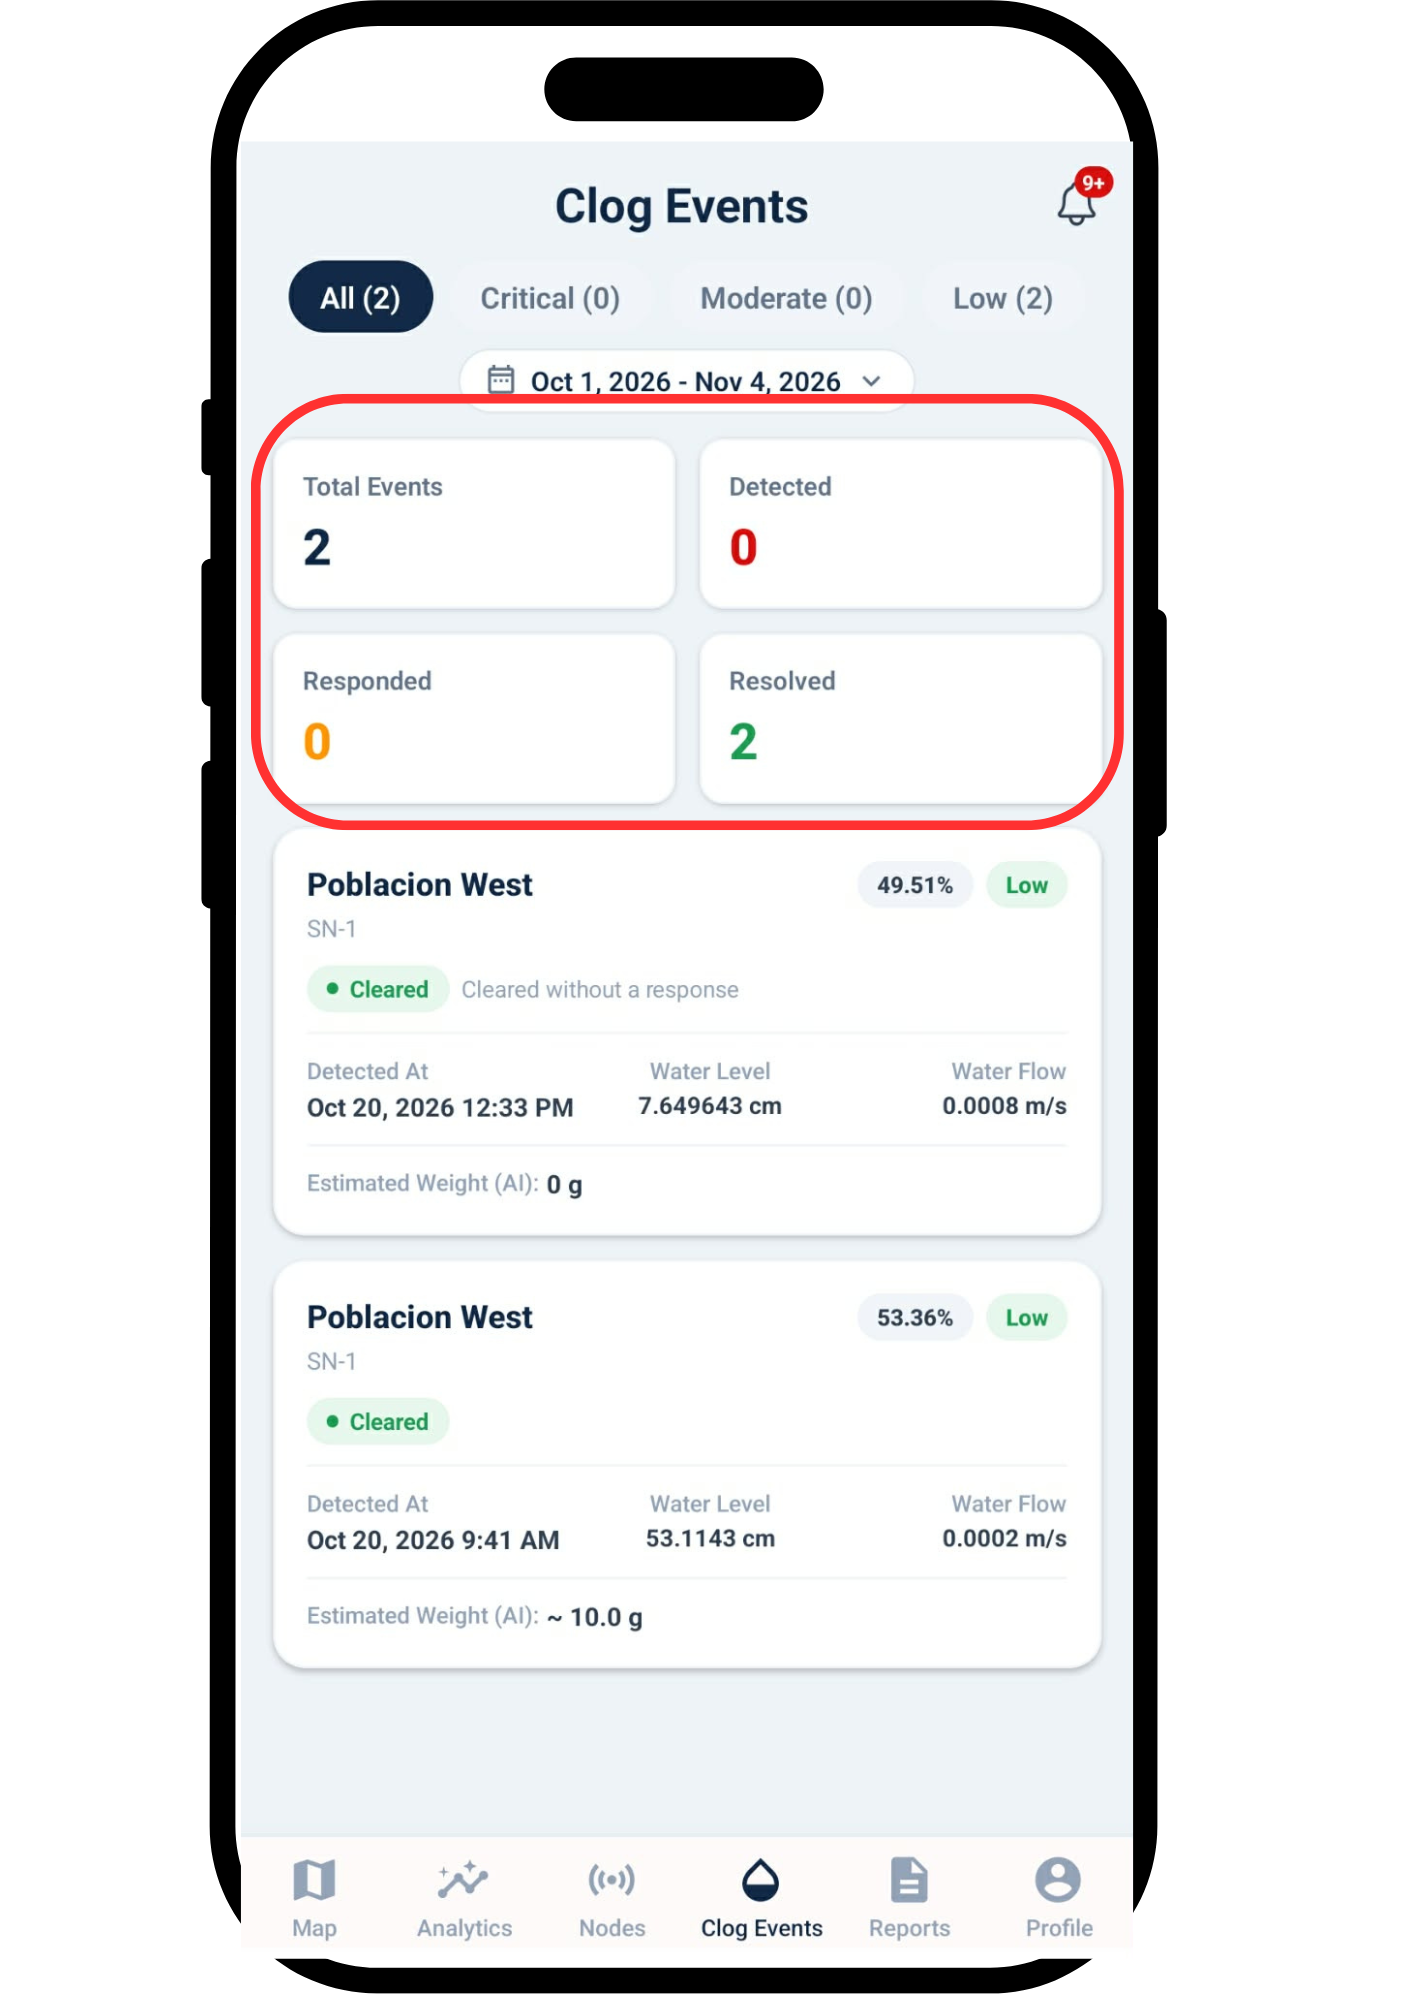 Clog Events
9+
All (2)
Critical (0)
Moderate (0)
Low (2)
Oct 1, 2026 - Nov 4, 2026
Total Events
2
Detected
0
Responded
0
Resolved
2
Poblacion West
49.51%
Low
SN-1
Cleared
Cleared without a response
Detected At
Water Level
Water Flow
Oct 20, 2026 12:33 PM
7.649643 cm
0.0008 m/s
Estimated Weight (AI): 0 g
Poblacion West
53.36%
Low
SN-1
Cleared
Detected At
Water Level
Water Flow
Oct 20, 2026 9:41 AM
53.1143 cm
0.0002 m/s
Estimated Weight (AI): ~ 10.0 g
Map
Analytics
Nodes
Clog Events
Reports
Profile